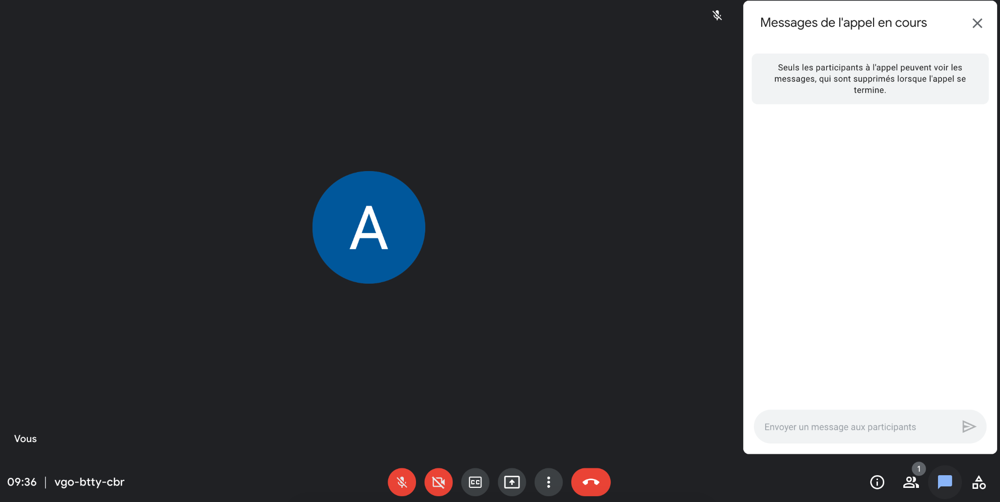 Messages de l'appel en cours
Seuls les participants à l'appel peuvent voir les
messages, qui sont supprimés lorsque l'appel se
termine.
A
Envoyer un message aux participants
Vous
09:36 | vgo-btty-cbr
CC
1